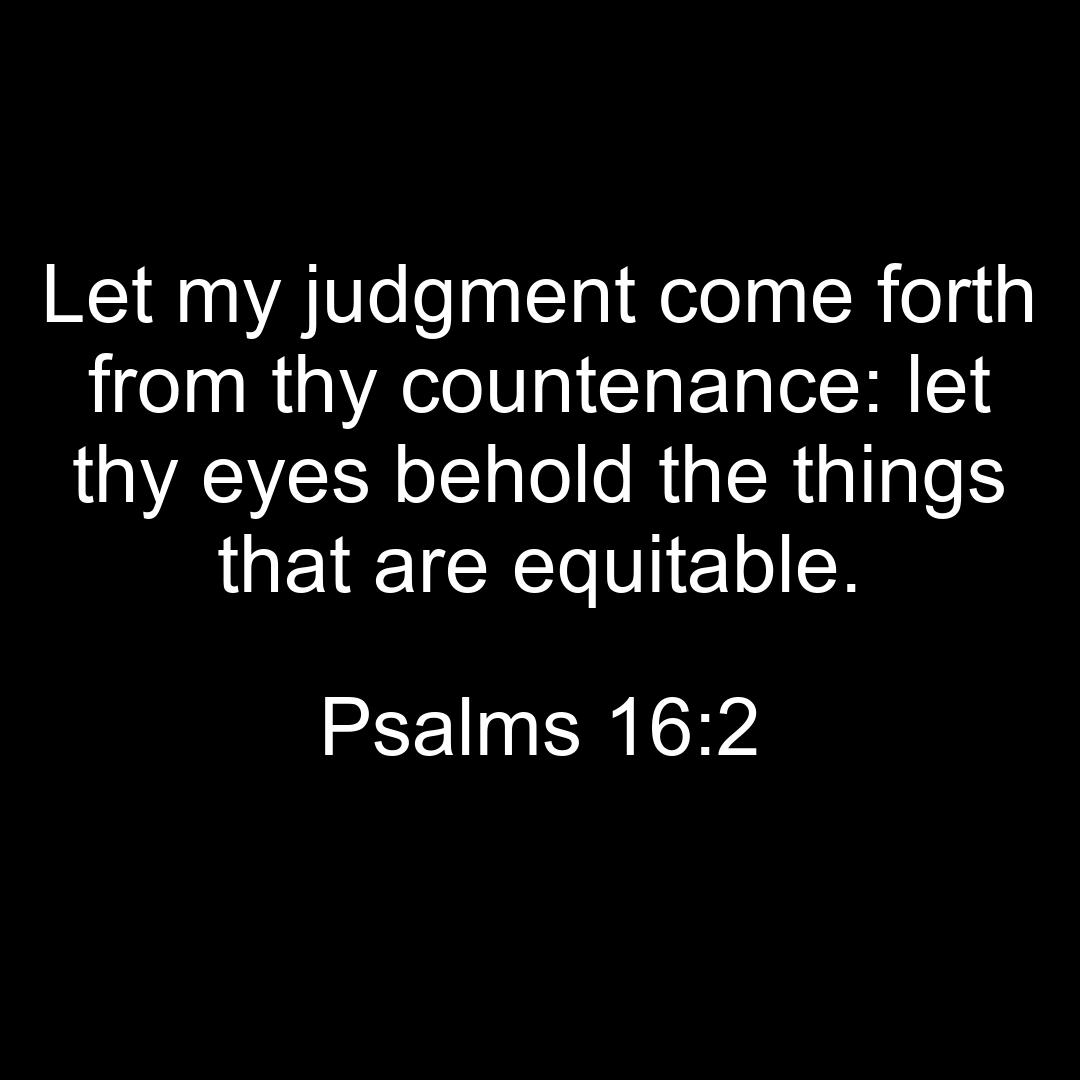 Let my judgment come forth
from thy countenance: let
thy eyes behold the things
that are equitable.
Psalms 16:2